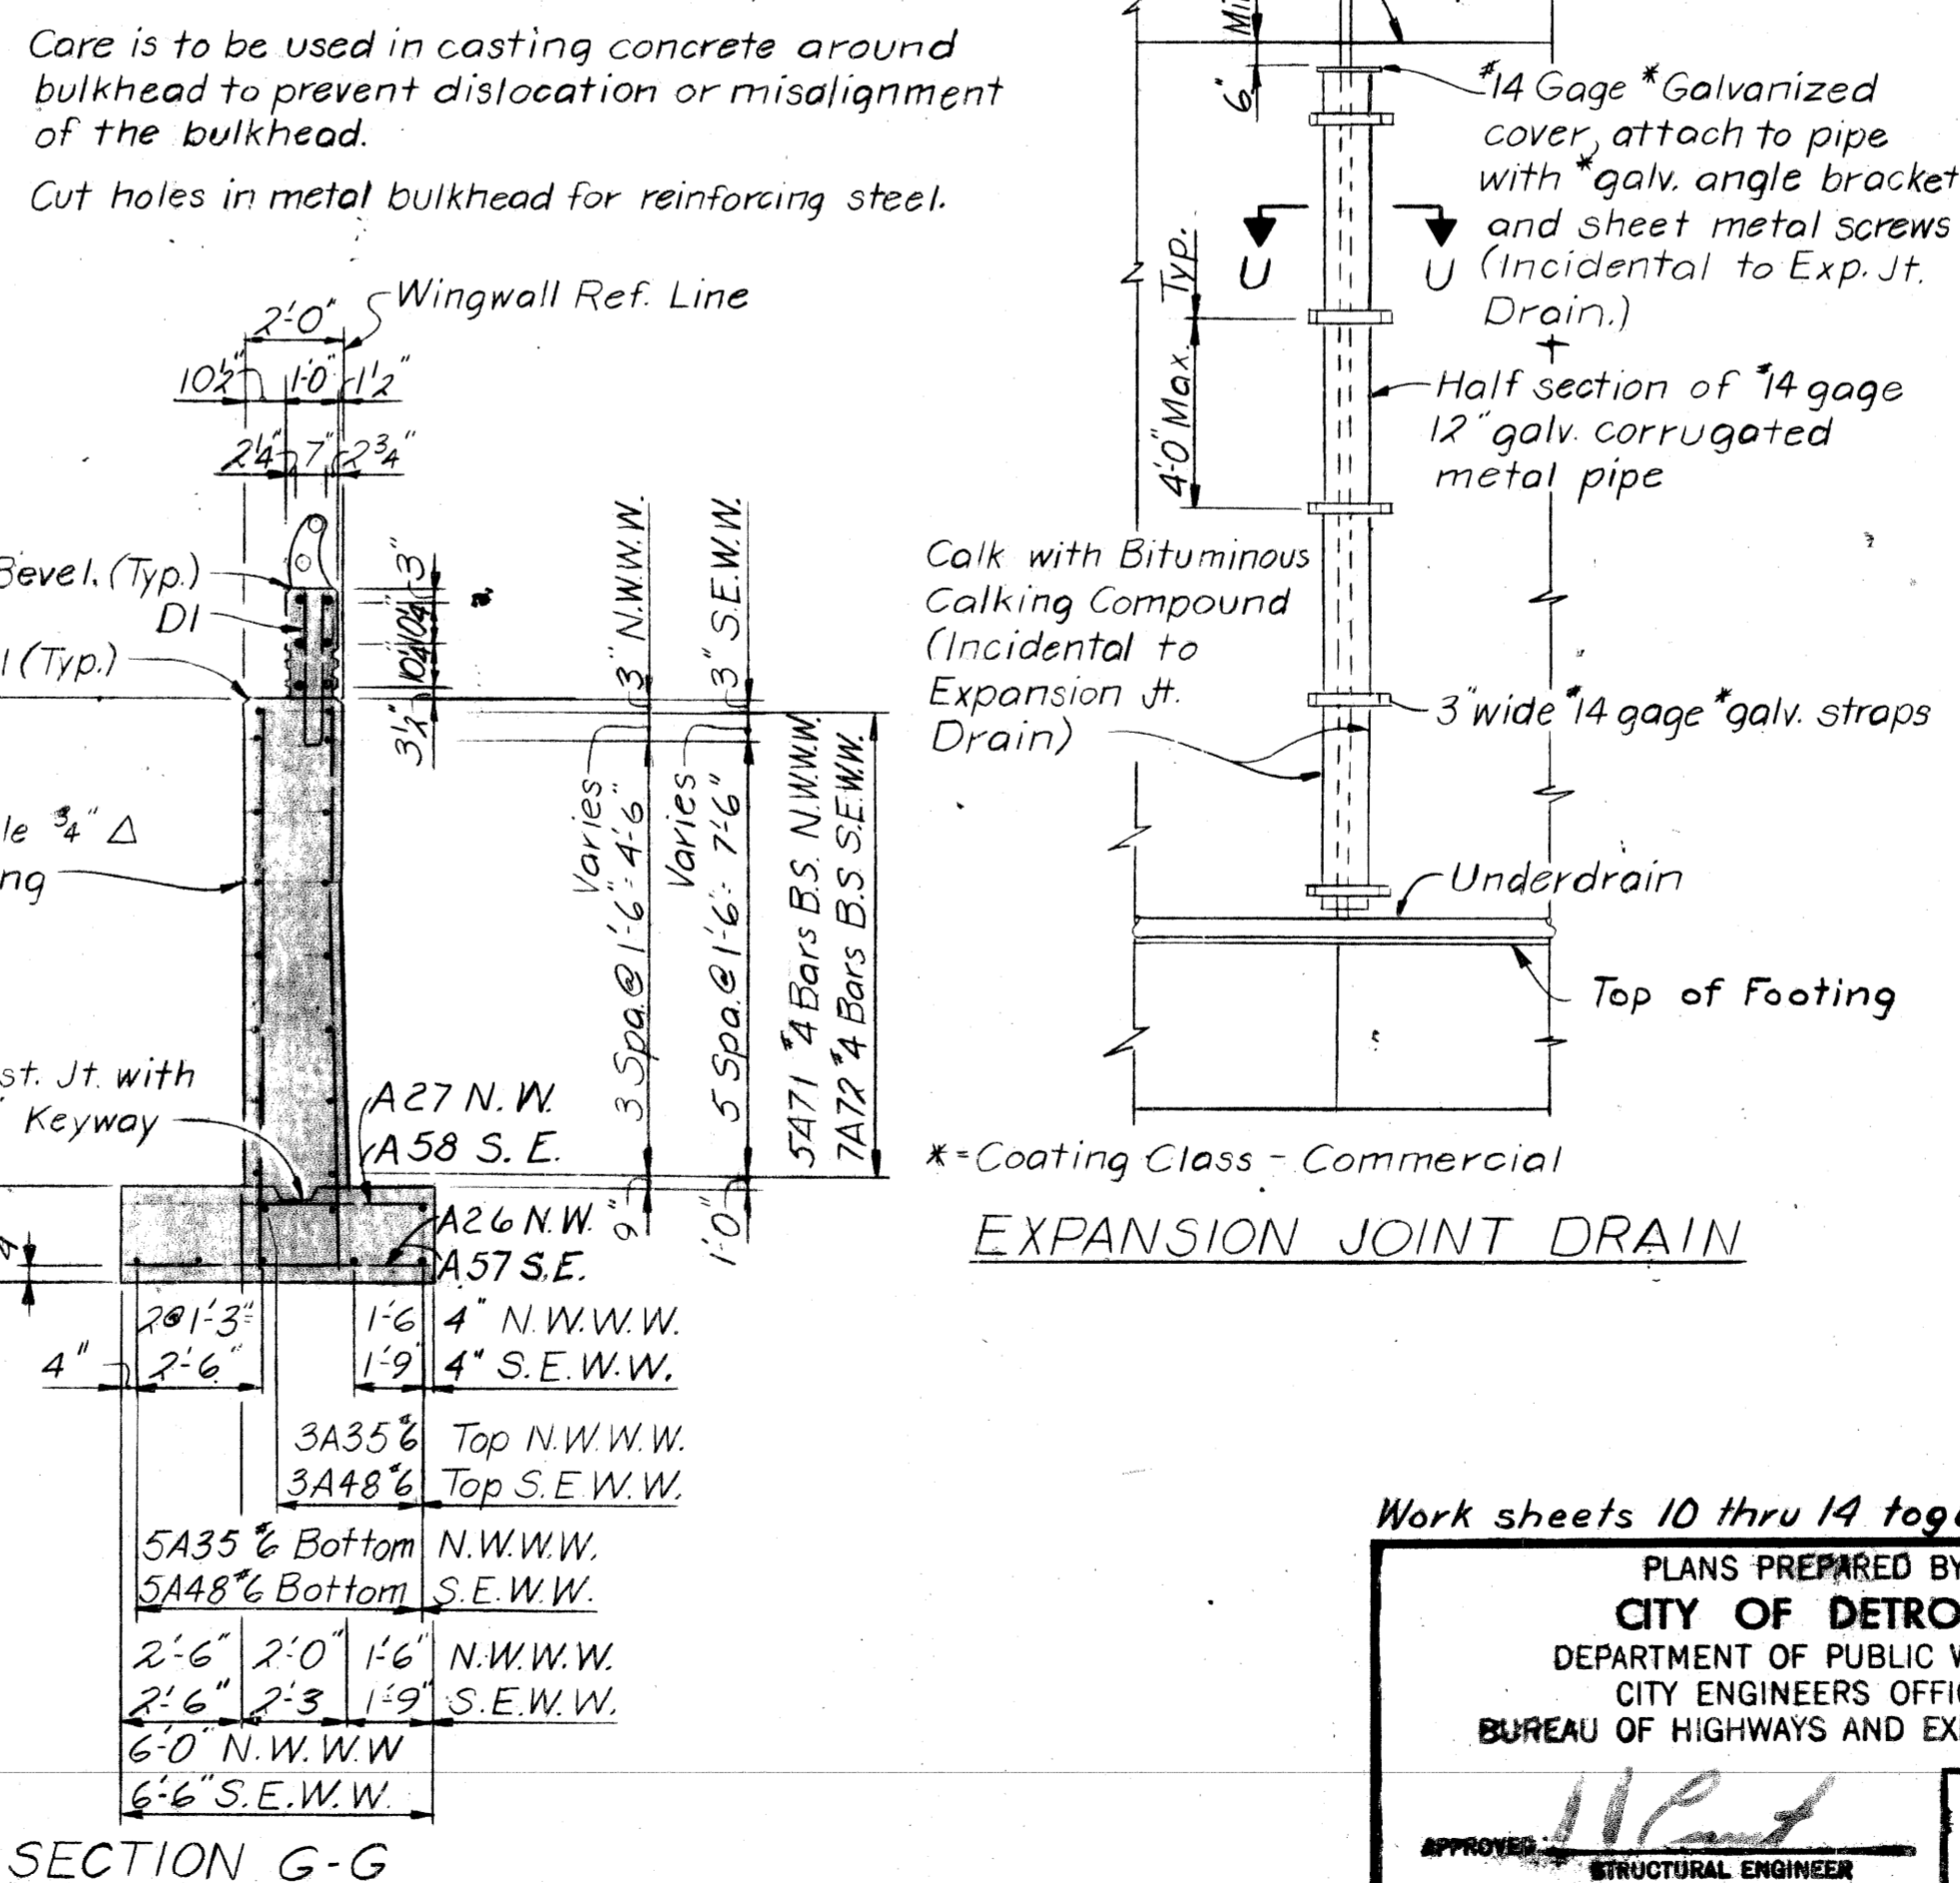 Care is to be used in casting concrete around
bulkhead to prevent dislocation or misalignment
of the bulkhead.
Cut holes in metal bulkhead for reinforcing steel.
Wingwall Ref. Line
2'-0"
10½" 1'-0" 1½"
2¼" 7" 2¾"
Bevel. (Typ.)
D1
(Typ.)
3"
10¼" 10¼" 10¼"
3½"
3" N.W.W.W.
3" S.E.W.W.
Varies
Varies
3 Spa. @ 1'-6" = 4'-6"
5 Spa. @ 1'-6" = 7'-6"
5A71 #4 Bars B.S. N.W.W.W.
7A72 #4 Bars B.S. S.E.W.W.
9"
1'-0"
¾" Δ
Jt. with
Keyway
A27 N.W.
A58 S.E.
A26 N.W.
A57 S.E.
2@1'-3"=
2'-6"
4"
1'-6 4" N.W.W.W.
1'-9" 4" S.E.W.W.
3A35 #6 Top N.W.W.W.
3A48 #6 Top S.E.W.W.
5A35 #6 Bottom N.W.W.W.
5A48 #6 Bottom S.E.W.W.
2'-6" 2'-0" 1'-6" N.W.W.W.
2'-6" 2'-3 1'-9" S.E.W.W.
6'-0" N.W.W.W
6'-6" S.E.W.W.
SECTION G-G
6"
#14 Gage *Galvanized
cover, attach to pipe
with *galv. angle bracket
and sheet metal screws
(Incidental to Exp. Jt.
Drain.)
U U
Typ.
4'-0" Max.
Half section of #14 gage
12" galv. corrugated
metal pipe
Calk with Bituminous
Calking Compound
(Incidental to
Expansion Jt.
Drain)
3" wide #14 gage *galv. straps
Underdrain
Top of Footing
* = Coating Class - Commercial
EXPANSION JOINT DRAIN
Work sheets 10 thru 14
PLANS PREPARED BY
CITY OF DETRO
DEPARTMENT OF PUBLIC
CITY ENGINEERS OFFI
BUREAU OF HIGHWAYS AND EX
APPROVED
STRUCTURAL ENGINEER